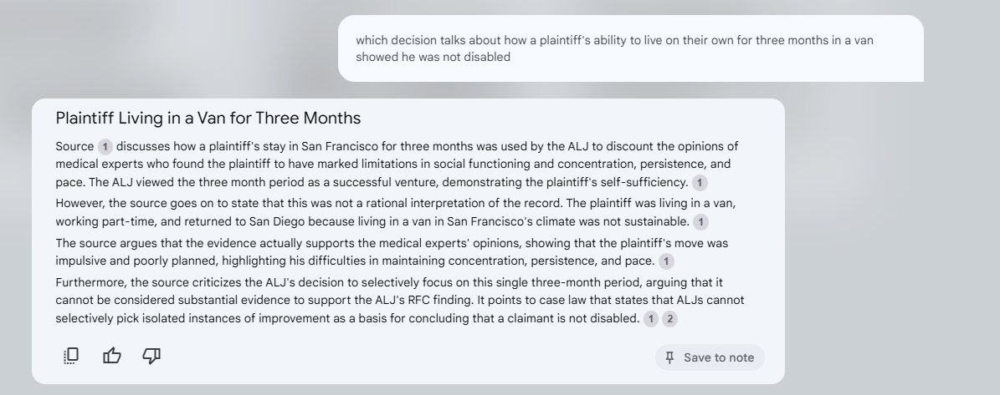 which decision talks about how a plaintiff's ability to live on their own for three months in a van
showed he was not disabled
Plaintiff Living in a Van for Three Months
Source 1 discusses how a plaintiff's stay in San Francisco for three months was used by the ALJ to discount the opinions of
medical experts who found the plaintiff to have marked limitations in social functioning and concentration, persistence, and
pace. The ALJ viewed the three month period as a successful venture, demonstrating the plaintiff's self-sufficiency. 1
However, the source goes on to state that this was not a rational interpretation of the record. The plaintiff was living in a van,
working part-time, and returned to San Diego because living in a van in San Francisco's climate was not sustainable. 1
The source argues that the evidence actually supports the medical experts' opinions, showing that the plaintiff's move was
impulsive and poorly planned, highlighting his difficulties in maintaining concentration, persistence, and pace. 1
Furthermore, the source criticizes the ALJ's decision to selectively focus on this single three-month period, arguing that it
cannot be considered substantial evidence to support the ALJ's RFC finding. It points to case law that states that ALJs cannot
selectively pick isolated instances of improvement as a basis for concluding that a claimant is not disabled. 1 2
Save to note